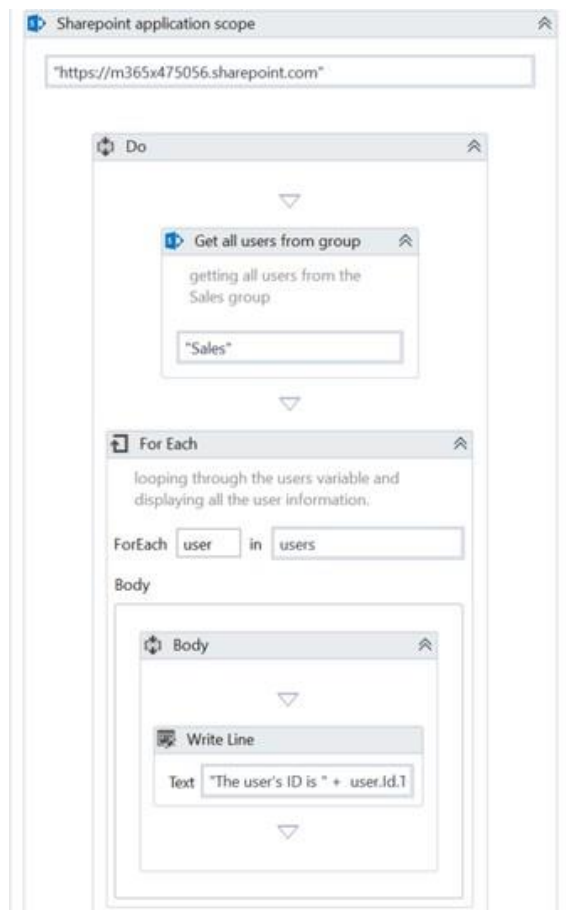 Sharepoint application scope
"https://m365x475056.sharepoint.com"
Do
Get all users from group
getting all users from the
Sales group
"Sales"
For Each
looping through the users variable and
displaying all the user information.
ForEach user in users
Body
Body
Write Line
Text "The user's ID is " + user.Id.T